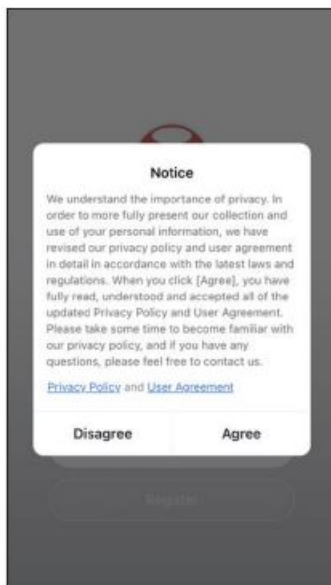 Notice
We understand the importance of privacy. In
order to more fully present our collection and
use of your personal information, we have
revised our privacy policy and user agreement
in detail in accordance with the latest laws and
regulations. When you click [Agree], you have
fully read, understood and accepted all of the
updated Privacy Policy and User Agreement.
Please take some time to become familiar with
our privacy policy, and if you have any
questions, please feel free to contact us.
Privacy Policy and User Agreement
Disagree Agree
Register